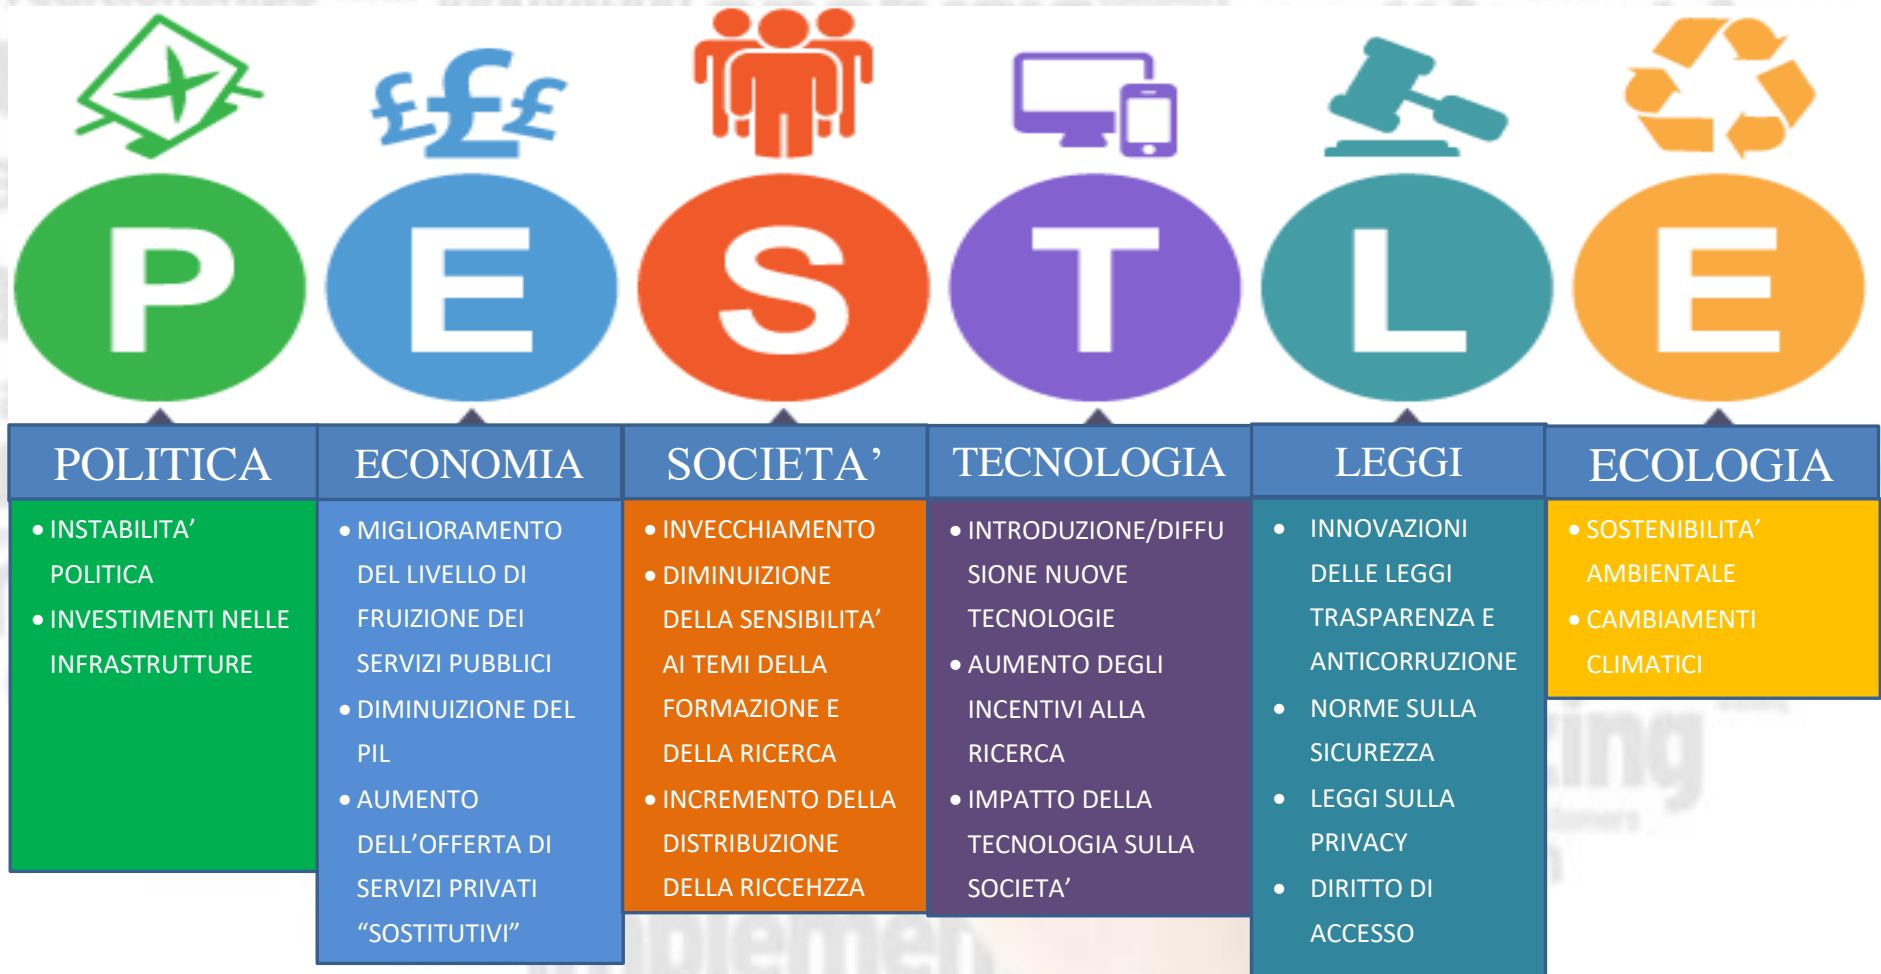 £££
P
E
S
T
L
E
POLITICA
ECONOMIA
SOCIETA’
TECNOLOGIA
LEGGI
ECOLOGIA
• INSTABILITA’
POLITICA
• INVESTIMENTI NELLE
INFRASTRUTTURE
• MIGLIORAMENTO
DEL LIVELLO DI
FRUIZIONE DEI
SERVIZI PUBBLICI
• DIMINUIZIONE DEL
PIL
• AUMENTO
DELL’OFFERTA DI
SERVIZI PRIVATI
“SOSTITUTIVI”
• INVECCHIAMENTO
• DIMINUIZIONE
DELLA SENSIBILITA’
AI TEMI DELLA
FORMAZIONE E
DELLA RICERCA
• INCREMENTO DELLA
DISTRIBUZIONE
DELLA RICCEHZZA
• INTRODUZIONE/DIFFU
SIONE NUOVE
TECNOLOGIE
• AUMENTO DEGLI
INCENTIVI ALLA
RICERCA
• IMPATTO DELLA
TECNOLOGIA SULLA
SOCIETA’
• INNOVAZIONI
DELLE LEGGI
TRASPARENZA E
ANTICORRUZIONE
• NORME SULLA
SICUREZZA
• LEGGI SULLA
PRIVACY
• DIRITTO DI
ACCESSO
• SOSTENIBILITA’
AMBIENTALE
• CAMBIAMENTI
CLIMATICI